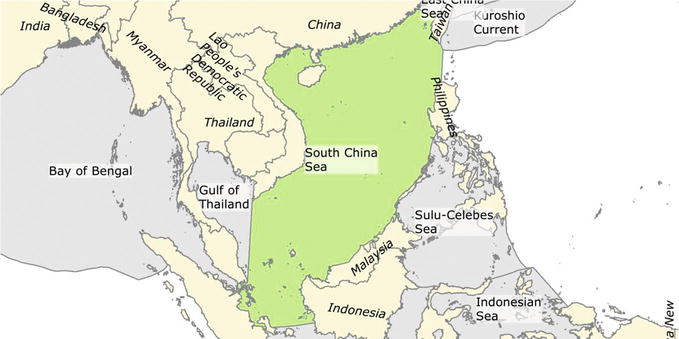 East China
Sea
Taiwan
Kuroshio
Current
Bangladesh
India
China
Myanmar
Lao
People's
Democratic
Republic
Philippines
Thailand
South China
Sea
Bay of Bengal
Gulf of
Thailand
Sulu-Celebes
Sea
Malaysia
Indonesia
Indonesian
Sea
New